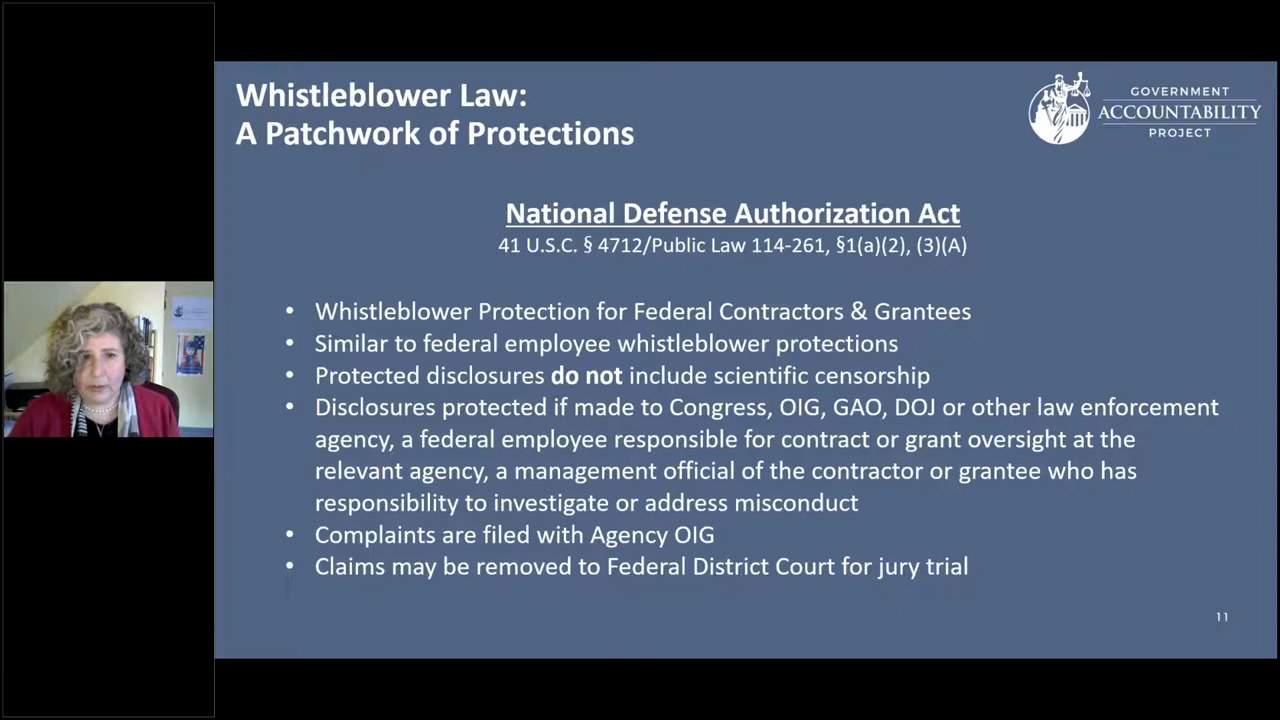 Whistleblower Law:
A Patchwork of Protections
GOVERNMENT
ACCOUNTABILITY
PROJECT
National Defense Authorization Act
41 U.S.C. § 4712/Public Law 114-261, §1(a)(2), (3)(A)
• Whistleblower Protection for Federal Contractors & Grantees
• Similar to federal employee whistleblower protections
• Protected disclosures do not include scientific censorship
• Disclosures protected if made to Congress, OIG, GAO, DOJ or other law enforcement
agency, a federal employee responsible for contract or grant oversight at the
relevant agency, a management official of the contractor or grantee who has
responsibility to investigate or address misconduct
• Complaints are filed with Agency OIG
• Claims may be removed to Federal District Court for jury trial
11